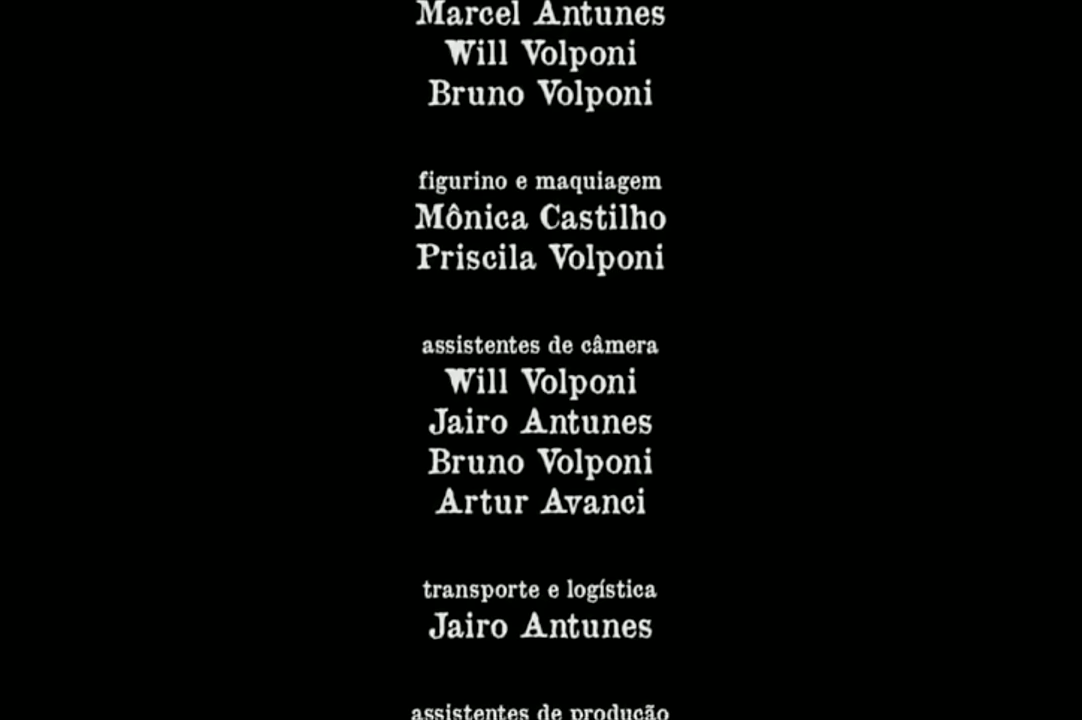 Marcel Antunes
Will Volponi
Bruno Volponi
figurino e maquiagem
Mônica Castilho
Priscila Volponi
assistentes de câmera
Will Volponi
Jairo Antunes
Bruno Volponi
Artur Avanci
transporte e logística
Jairo Antunes
assistentes de produção